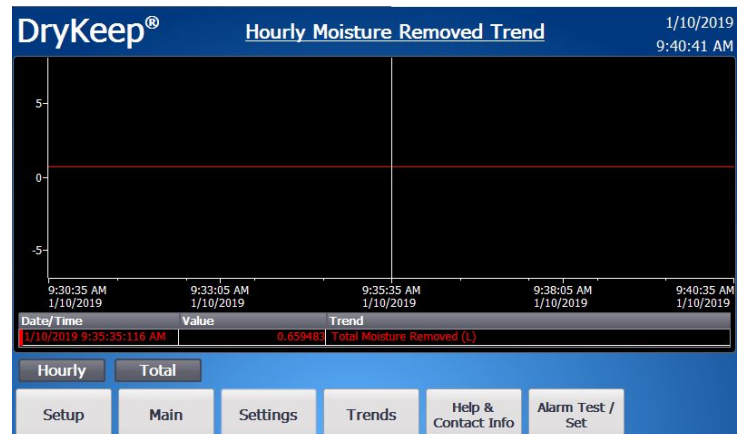 DryKeep®
Hourly Moisture Removed Trend
1/10/2019
9:40:41 AM
5
0
-5
9:30:35 AM 9:33:05 AM 9:35:35 AM 9:38:05 AM 9:40:35 AM
1/10/2019 1/10/2019 1/10/2019 1/10/2019 1/10/2019
Date/Time Value Trend
1/10/2019 9:35:35:116 AM 0.659483 Total Moisture Removed (L)
Hourly Total
Setup Main Settings Trends Help & Contact Info Alarm Test / Set